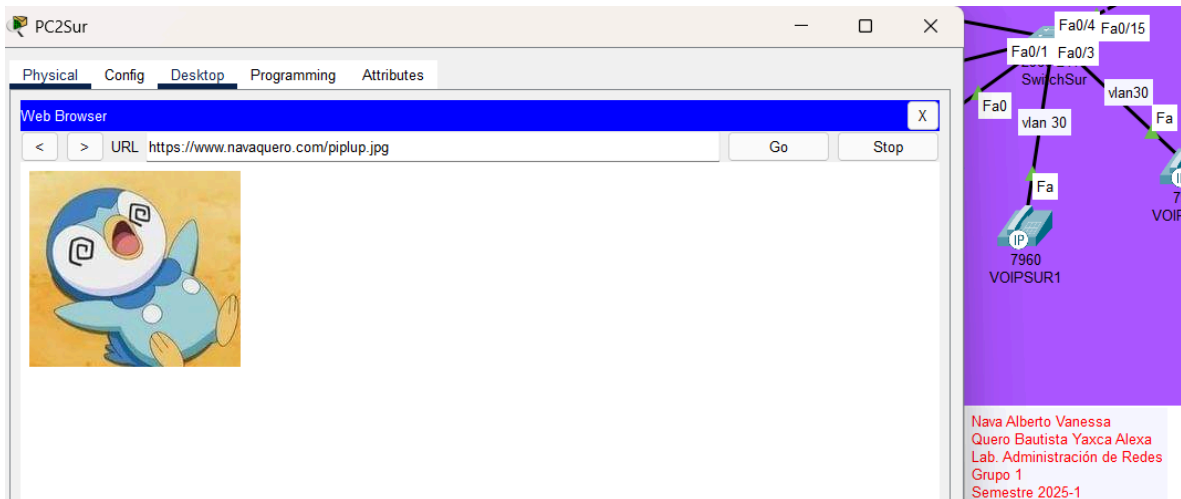 PC2Sur
Physical Config Desktop Programming Attributes
Web Browser
X
< > URL https://www.navaquero.com/piplup.jpg Go Stop
Fa0/4 Fa0/15
Fa0/1 Fa0/3
SwitchSur
vlan30
Fa0
vlan 30
Fa
Fa
IP
7960
VOIPSUR1
7
VOIP
Nava Alberto Vanessa
Quero Bautista Yaxca Alexa
Lab. Administración de Redes
Grupo 1
Semestre 2025-1